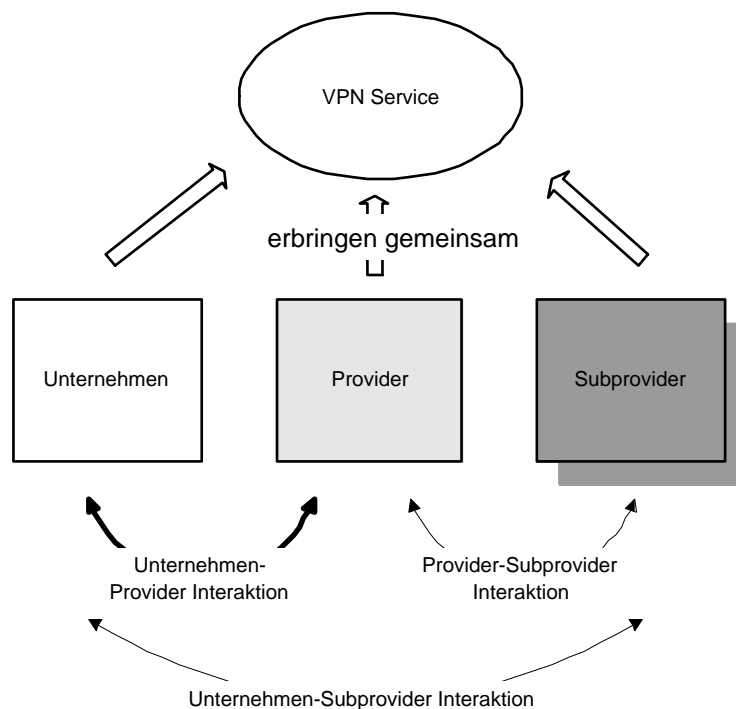 VPN Service
erbringen gemeinsam
Unternehmen
Provider
Subprovider
Unternehmen-
Provider Interaktion
Provider-Subprovider
Interaktion
Unternehmen-Subprovider Interaktion